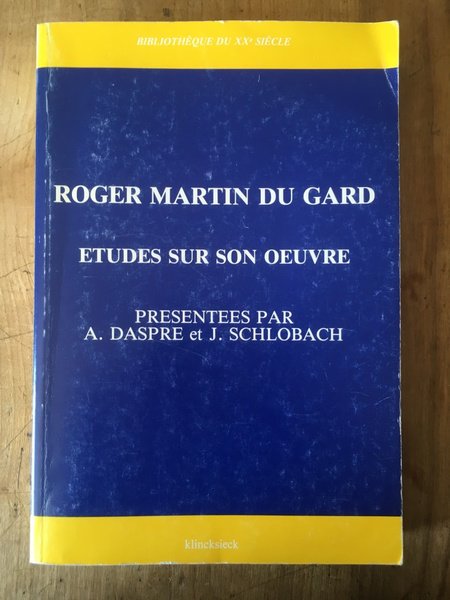 BIBLIOTHÈQUE DU XXᵉ SIÈCLE
ROGER MARTIN DU GARD
ETUDES SUR SON OEUVRE
PRESENTEES PAR
A. DASPRE et J. SCHLOBACH
klincksieck